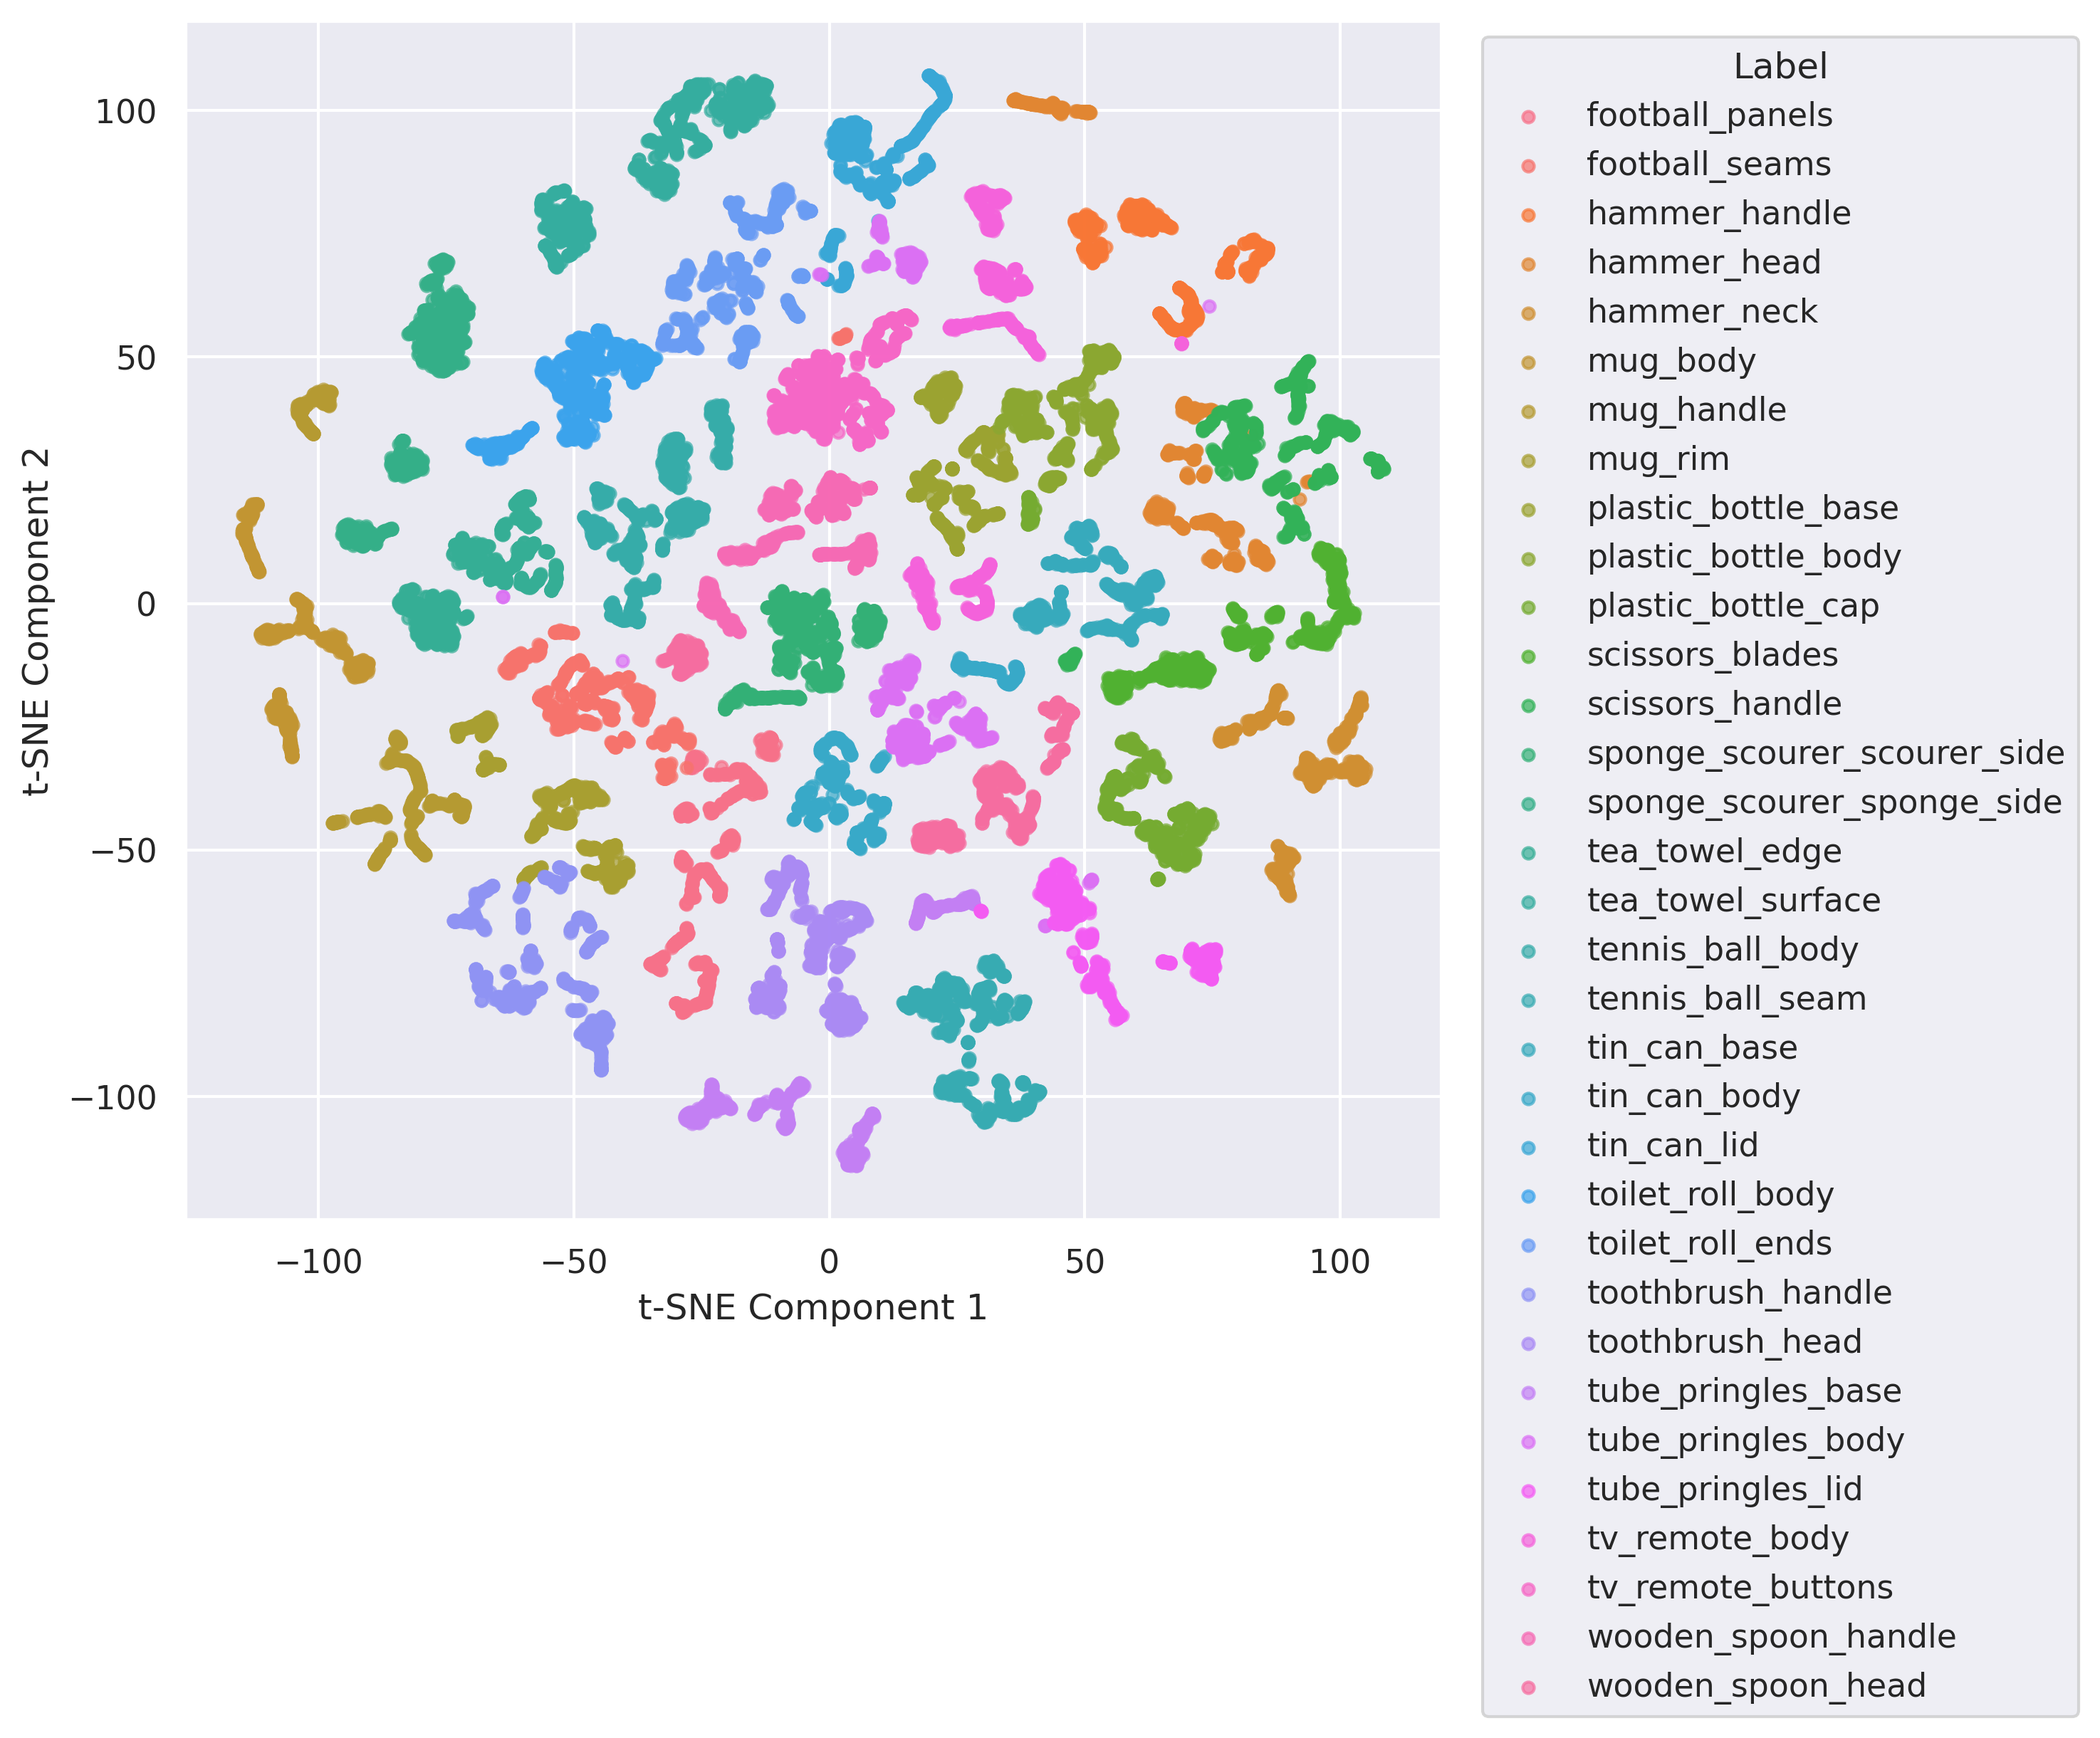 100
50
0
−50
−100
t-SNE Component 2
−100
−50
0
50
100
t-SNE Component 1
Label
football_panels
football_seams
hammer_handle
hammer_head
hammer_neck
mug_body
mug_handle
mug_rim
plastic_bottle_base
plastic_bottle_body
plastic_bottle_cap
scissors_blades
scissors_handle
sponge_scourer_scourer_side
sponge_scourer_sponge_side
tea_towel_edge
tea_towel_surface
tennis_ball_body
tennis_ball_seam
tin_can_base
tin_can_body
tin_can_lid
toilet_roll_body
toilet_roll_ends
toothbrush_handle
toothbrush_head
tube_pringles_base
tube_pringles_body
tube_pringles_lid
tv_remote_body
tv_remote_buttons
wooden_spoon_handle
wooden_spoon_head